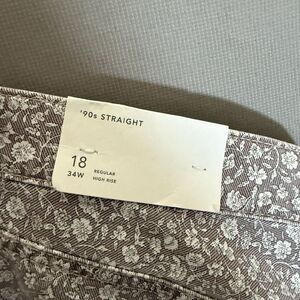 '90s STRAIGHT
18
34W
REGULAR
HIGH RISE